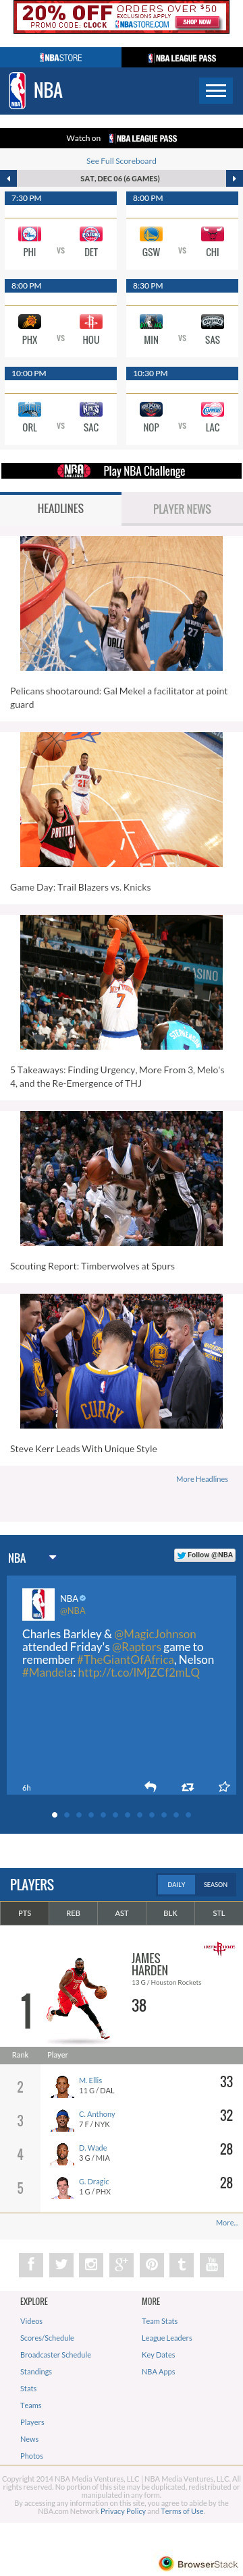 20% OFF ORDERS OVER $50
EXCLUSIONS APPLY
PROMO CODE: CLOCK
NBASTORE.COM
SHOP NOW
NBASTORE
NBA LEAGUE PASS
NBA
Watch on NBA LEAGUE PASS
See Full Scoreboard
SAT, DEC 06 (6 GAMES)
7:30 PM
PHI VS DET
8:00 PM
GSW VS CHI
8:00 PM
PHX VS HOU
8:30 PM
MIN VS SAS
10:00 PM
ORL VS SAC
10:30 PM
NOP VS LAC
NBA CHALLENGE Play NBA Challenge
HEADLINES
PLAYER NEWS
Pelicans shootaround: Gal Mekel a facilitator at point
guard
Game Day: Trail Blazers vs. Knicks
5 Takeaways: Finding Urgency, More From 3, Melo's
4, and the Re-Emergence of THJ
Scouting Report: Timberwolves at Spurs
CURRY
Steve Kerr Leads With Unique Style
More Headlines
NBA
Follow @NBA
NBA
@NBA
Charles Barkley & @MagicJohnson
attended Friday's @Raptors game to
remember #TheGiantOfAfrica, Nelson
#Mandela: http://t.co/lMjZCf2mLQ
6h
PLAYERS
DAILY SEASON
PTS REB AST BLK STL
1
JAMES
HARDEN
13 G / Houston Rockets
38
Rank Player
2
M. Ellis
11 G / DAL
33
3
C. Anthony
7 F / NYK
32
4
D. Wade
3 G / MIA
28
5
G. Dragic
1 G / PHX
28
More...
EXPLORE
Videos
Scores/Schedule
Broadcaster Schedule
Standings
Stats
Teams
Players
News
Photos
MORE
Team Stats
League Leaders
Key Dates
NBA Apps
Copyright 2014 NBA Media Ventures, LLC | NBA Media Ventures, LLC. All
rights reserved. No portion of this site may be duplicated, redistributed or
manipulated in any form.
By accessing any information on this site, you agree to abide by the
NBA.com Network Privacy Policy and Terms of Use.
BrowserStack